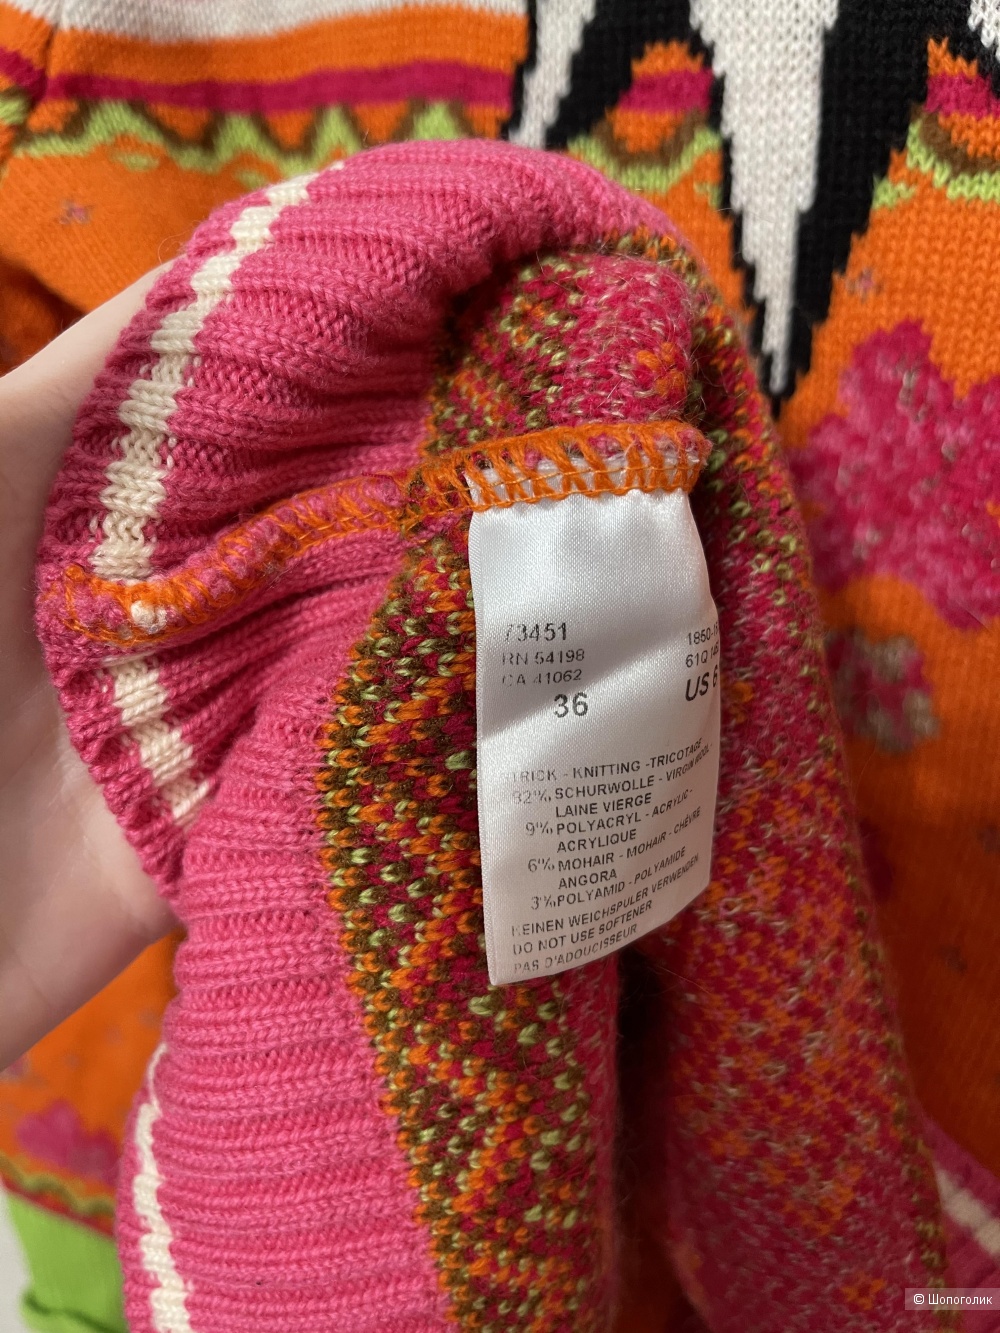 73451
RN 54198
CA 41062
36
1850-
61Q
US 6
STRICK - KNITTING - TRICOTAGE
82% SCHURWOLLE - VIRGIN WOOL -
LAINE VIERGE
9% POLYACRYL - ACRYLIC -
ACRYLIQUE
6% MOHAIR - MOHAIR - CHÈVRE
ANGORA
3% POLYAMID - POLYAMIDE
KEINEN WEICHSPÜLER VERWENDEN
DO NOT USE SOFTENER
PAS D'ADOUCISSEUR
© Шопоголик